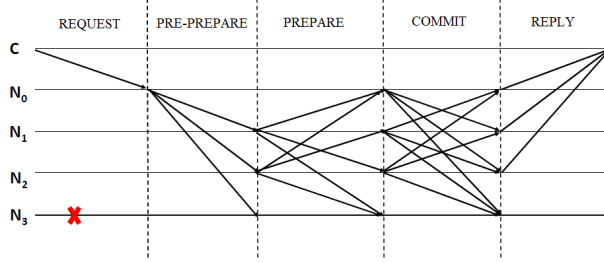 REQUEST PRE-PREPARE PREPARE COMMIT REPLY
C
N₀
N₁
N₂
N₃